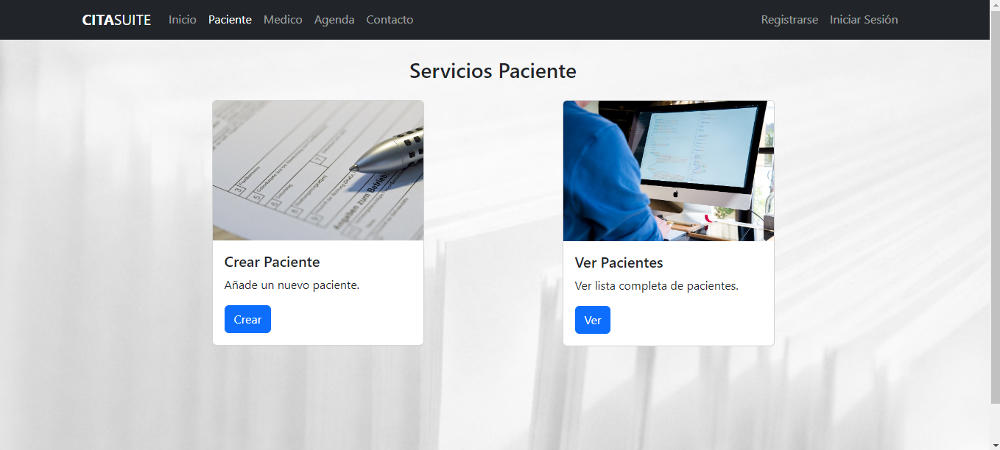 CITASUITE Inicio Paciente Medico Agenda Contacto Registrarse Iniciar Sesión
Servicios Paciente
Angaben zum Betrieb
Crear Paciente
Añade un nuevo paciente.
Crear
Ver Pacientes
Ver lista completa de pacientes.
Ver